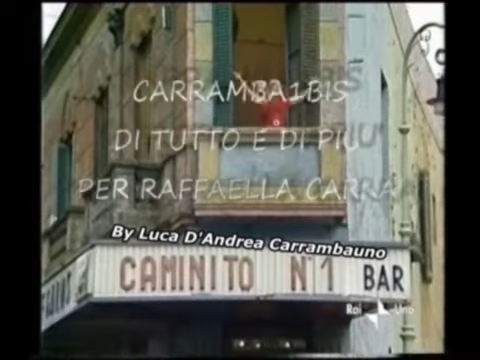 CARRAMBA1BIS
DI TUTTO E DI PIU'
PER RAFFAELLA CARRA'
By Luca D'Andrea Carrambauno
CAMINITO N°1 BAR
Rai Uno